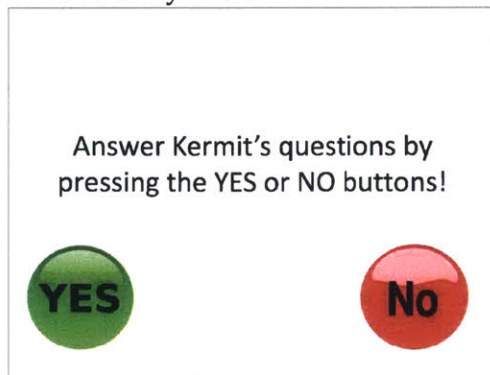 Answer Kermit's questions by
pressing the YES or NO buttons!
YES
No